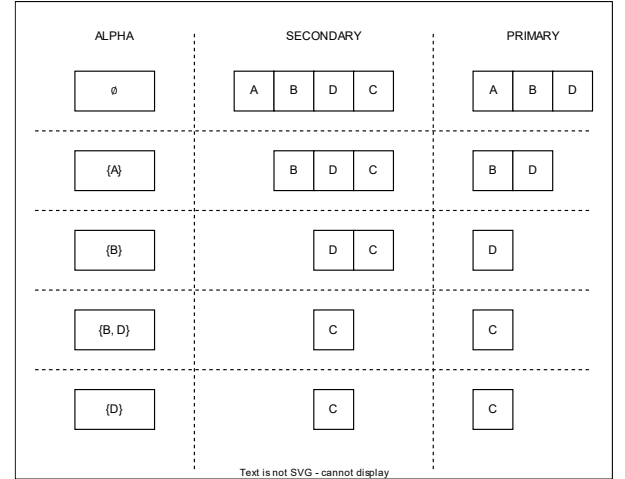 ALPHA SECONDARY PRIMARY
ø A B D C A B D
{A} B D C B D
{B} D C D
{B, D} C C
{D} C C
Text is not SVG - cannot display